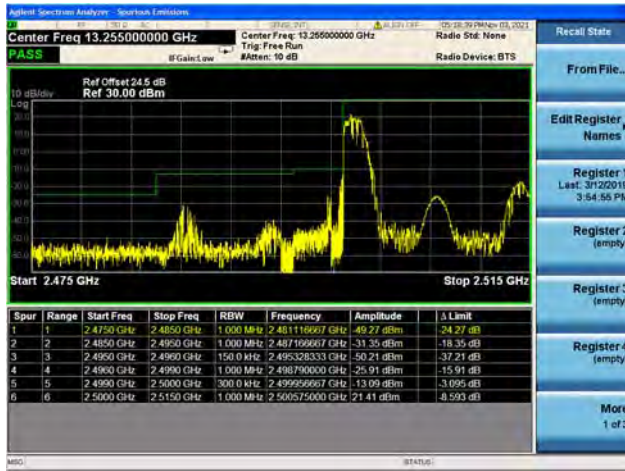 Agilent Spectrum Analyzer - Spurious Emissions
Center Freq 13.255000000 GHz
Center Freq: 13.255000000 GHz
Radio Std: None
05:18:39 PM Nov 03, 2021
Trig: Free Run
PASS
IFGain:Low
#Atten: 10 dB
Radio Device: BTS
Ref Offset 24.5 dB
10 dB/div
Ref 30.00 dBm
Log
Start 2.475 GHz
Stop 2.515 GHz
Spur Range Start Freq Stop Freq RBW Frequency Amplitude Δ Limit
1 1 2.4750 GHz 2.4850 GHz 1.000 MHz 2.481116667 GHz -49.27 dBm -24.27 dB
2 2 2.4850 GHz 2.4950 GHz 1.000 MHz 2.487166667 GHz -31.35 dBm -18.35 dB
3 3 2.4950 GHz 2.4960 GHz 150.0 kHz 2.495328333 GHz -50.21 dBm -37.21 dB
4 4 2.4960 GHz 2.4990 GHz 1.000 MHz 2.498790000 GHz -25.91 dBm -15.91 dB
5 5 2.4990 GHz 2.5000 GHz 300.0 kHz 2.499956667 GHz -13.09 dBm -3.095 dB
6 6 2.5000 GHz 2.5150 GHz 1.000 MHz 2.500575000 GHz 21.41 dBm -8.593 dB
MSG
STATUS
Recall State
From File..
Edit Register
Names
Register 1
Last: 3/12/2019
3:54:55 PM
Register 2
(empty
Register 3
(empty
Register 4
(empty
More
1 of 2